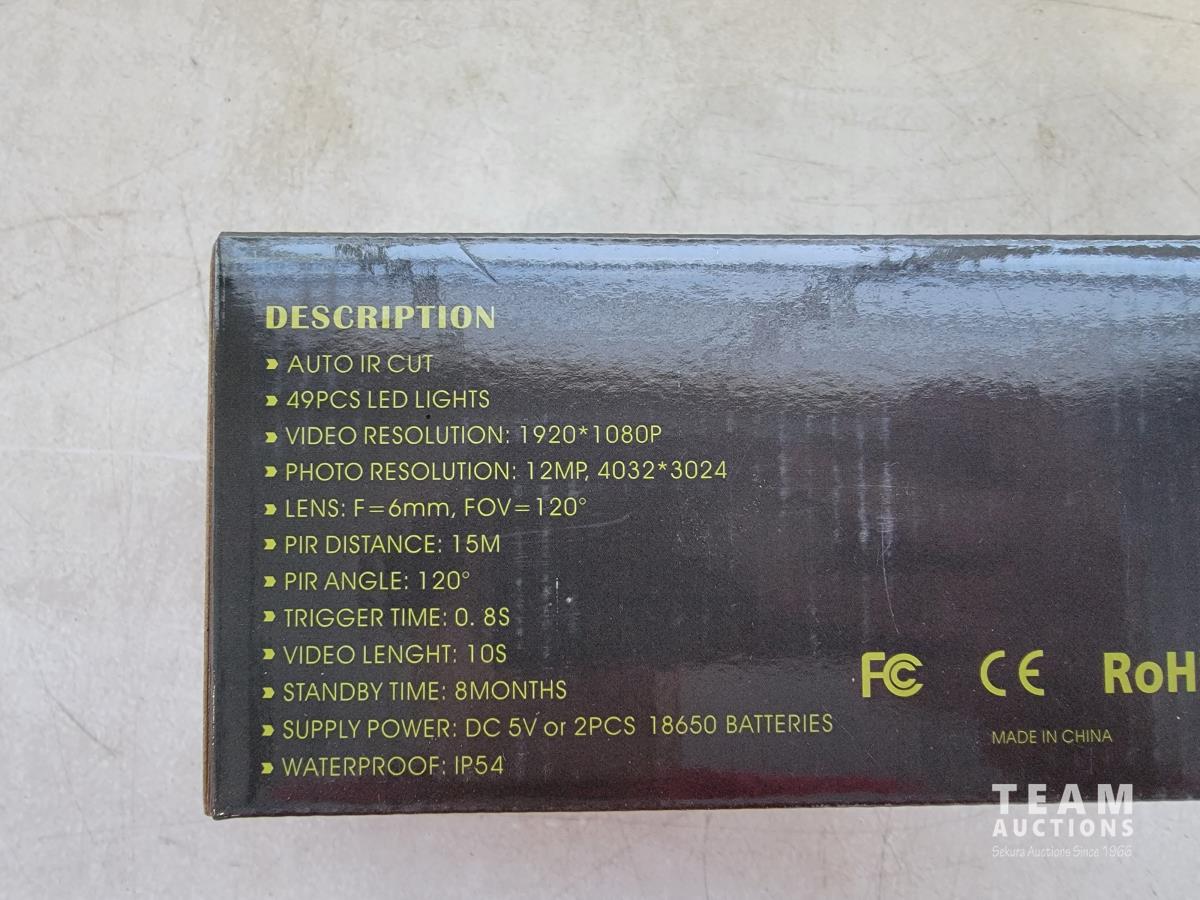 DESCRIPTION
AUTO IR CUT
49PCS LED LIGHTS
VIDEO RESOLUTION: 1920*1080P
PHOTO RESOLUTION: 12MP, 4032*3024
LENS: F=6mm, FOV=120°
PIR DISTANCE: 15M
PIR ANGLE: 120°
TRIGGER TIME: 0. 8S
VIDEO LENGHT: 10S
STANDBY TIME: 8MONTHS
SUPPLY POWER: DC 5V or 2PCS 18650 BATTERIES
WATERPROOF: IP54
FC CE RoH
MADE IN CHINA
TEAM
AUCTIONS
Sekura Auctions Since 1966